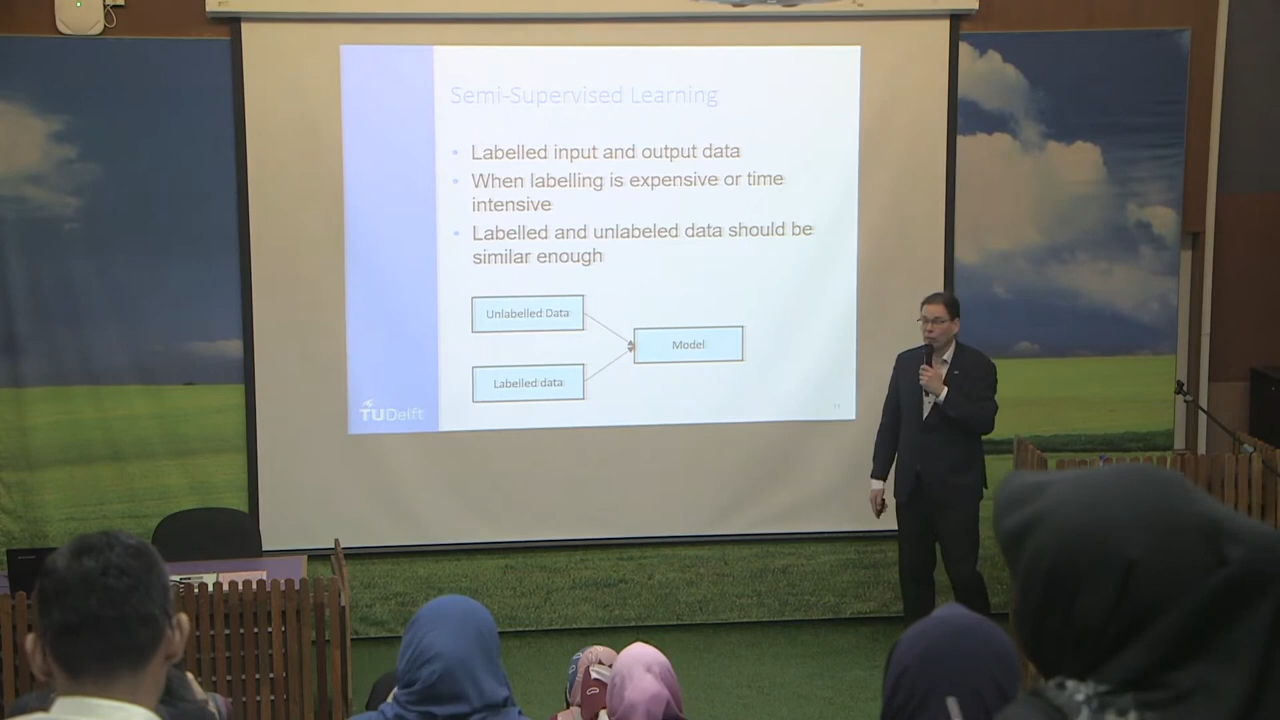 Semi-Supervised Learning
• Labelled input and output data
• When labelling is expensive or time
intensive
• Labelled and unlabeled data should be
similar enough
Unlabelled Data
Model
Labelled data
TUDelft